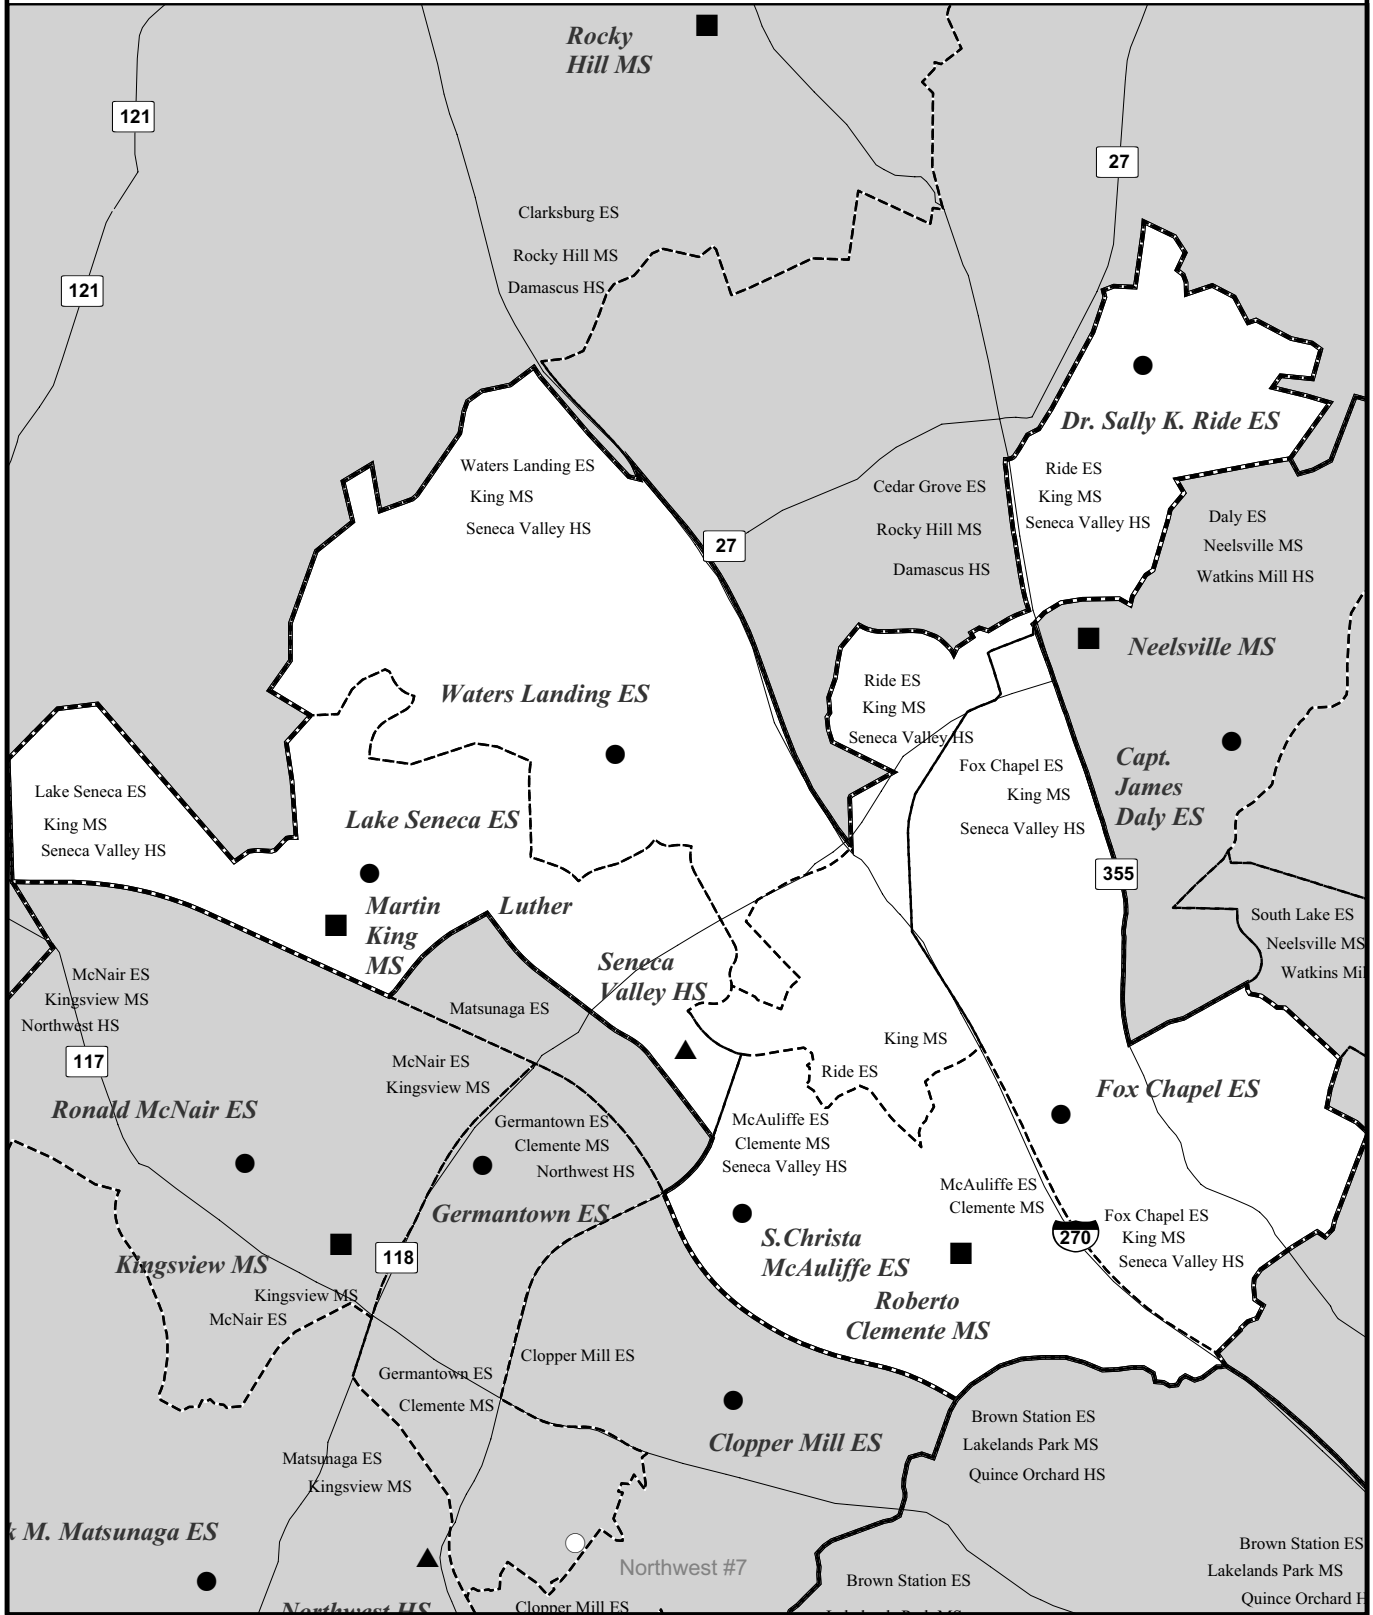 Rocky
Hill MS
121
27
Clarksburg ES
Rocky Hill MS
Damascus HS
121
Dr. Sally K. Ride ES
Waters Landing ES
King MS
Seneca Valley HS
Cedar Grove ES
Rocky Hill MS
Damascus HS
Ride ES
King MS
Seneca Valley HS
Daly ES
Neelsville MS
Watkins Mill HS
27
Neelsville MS
Waters Landing ES
Ride ES
King MS
Seneca Valley HS
Fox Chapel ES
King MS
Seneca Valley HS
Capt.
James
Daly ES
Lake Seneca ES
King MS
Seneca Valley HS
Lake Seneca ES
355
Martin Luther
King
MS
South Lake ES
Neelsville MS
Watkins Mi
Seneca
Valley HS
McNair ES
Kingsview MS
Northwest HS
Matsunaga ES
King MS
117
McNair ES
Kingsview MS
Ride ES
Fox Chapel ES
Ronald McNair ES
Germantown ES
Clemente MS
Northwest HS
McAuliffe ES
Clemente MS
Seneca Valley HS
McAuliffe ES
Clemente MS
Germantown ES
Fox Chapel ES
King MS
Seneca Valley HS
270
S.Christa
McAuliffe ES
Kingsview MS
118
Kingsview MS
McNair ES
Roberto
Clemente MS
Germantown ES
Clemente MS
Clopper Mill ES
Clopper Mill ES
Brown Station ES
Lakelands Park MS
Quince Orchard HS
Matsunaga ES
Kingsview MS
k M. Matsunaga ES
Northwest #7
Brown Station ES
Brown Station ES
Lakelands Park MS
Quince Orchard H
Northwest HS
Clopper Mill ES
Lakelands Park MS